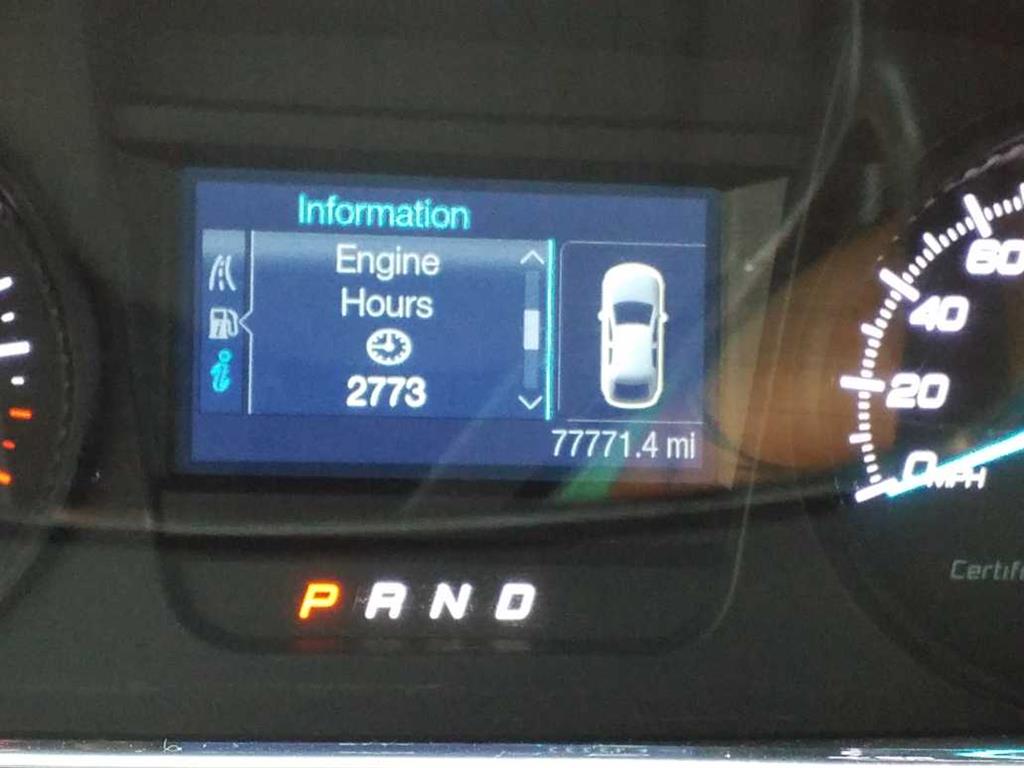 Information
Engine
Hours
2773
77771.4 mi
60
40
20
0 MPH
P R N D